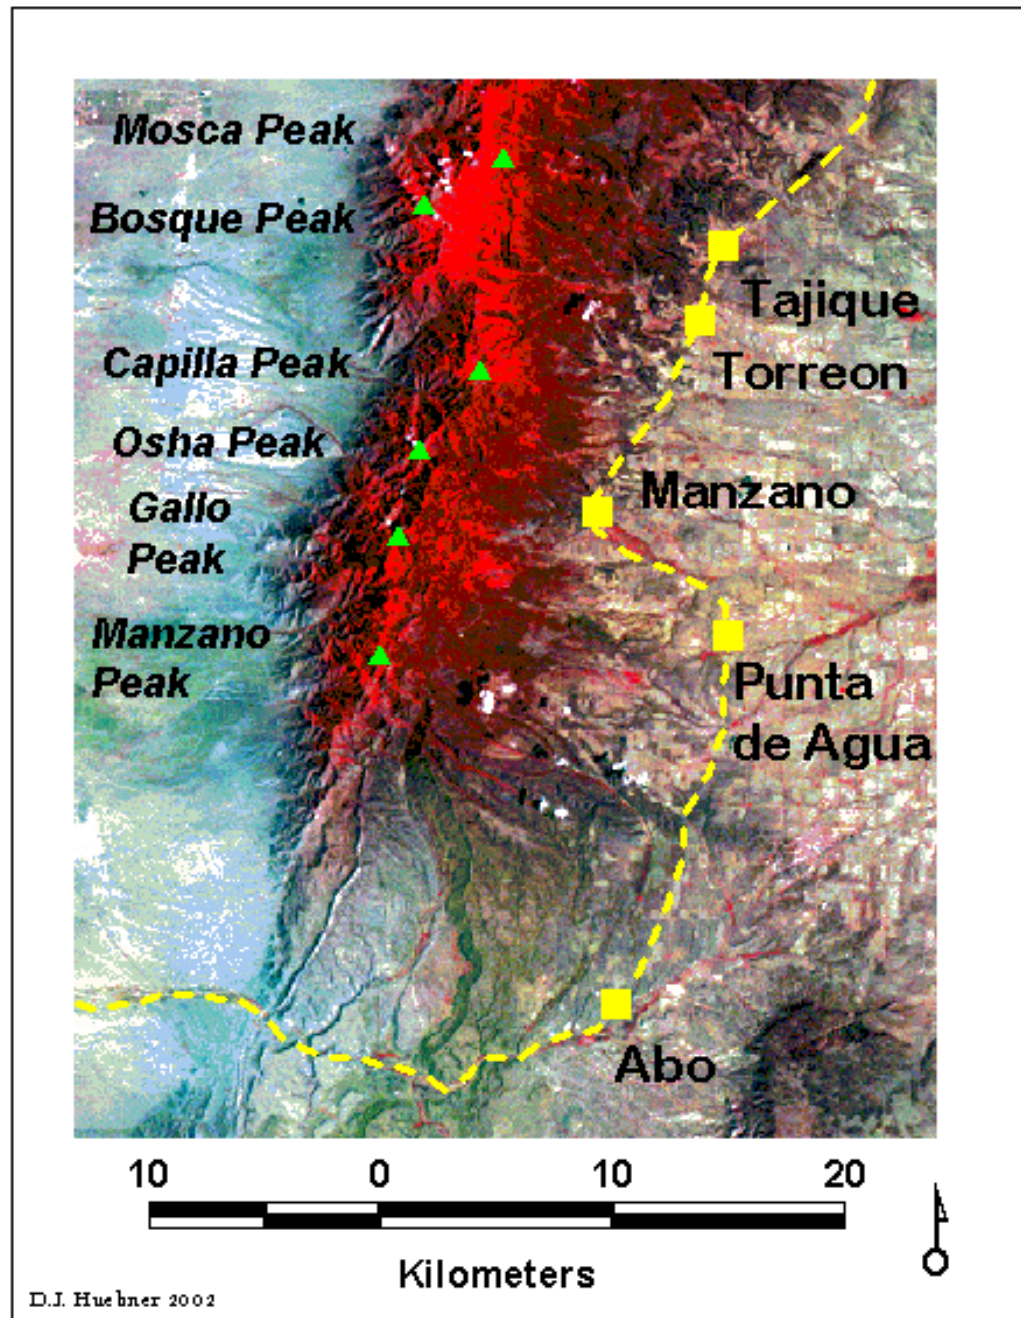 Mosca Peak
Bosque Peak
Tajique
Torreon
Capilla Peak
Osha Peak
Manzano
Gallo
Peak
Manzano
Peak
Punta
de Agua
Abo
10 0 10 20
Kilometers
D.J. Huebner 2002